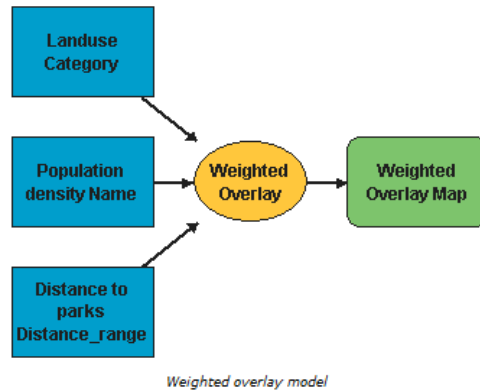 Landuse
Category
Population
density Name
Distance to
parks
Distance_range
Weighted
Overlay
Weighted
Overlay Map
Weighted overlay model